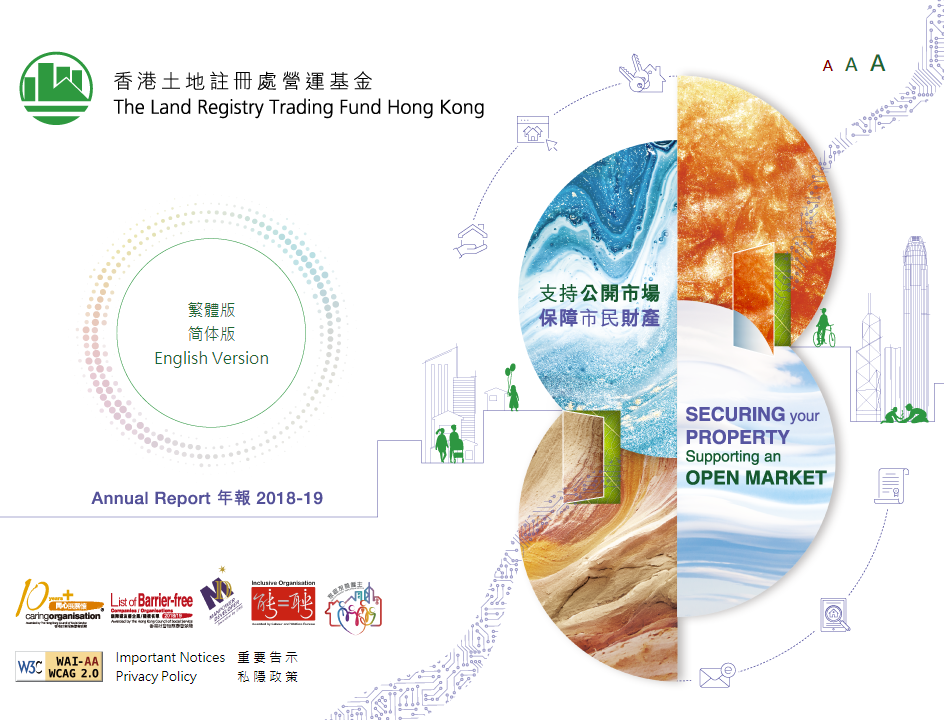 香港土地註冊處營運基金
The Land Registry Trading Fund Hong Kong
A A A
繁體版
简体版
English Version
支持公開市場
保障市民財產
SECURING your
PROPERTY
Supporting an
OPEN MARKET
Annual Report 年報 2018-19
10 years+
caringorganisation
List of Barrier-free
Companies / Organisations
Inclusive Organisation
W3C WAI-AA
WCAG 2.0
Important Notices 重要告示
Privacy Policy 私隱政策